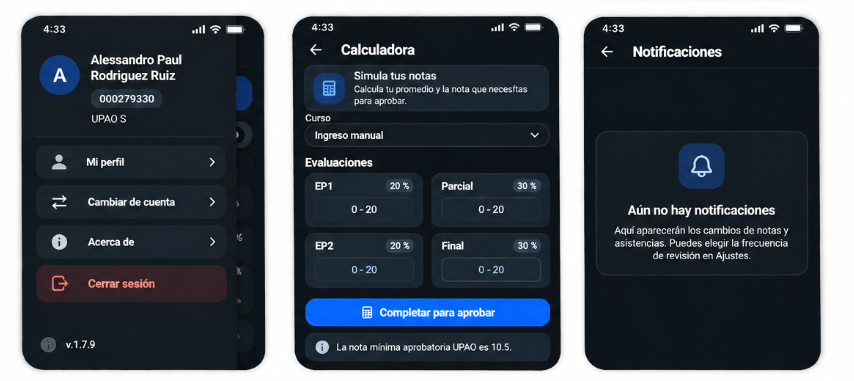 4:33
A
Alessandro Paul
Rodriguez Ruiz
000279330
UPAO S
Mi perfil
Cambiar de cuenta
Acerca de
Cerrar sesión
v.1.7.9
%
%
4:33
Calculadora
Simula tus notas
Calcula tu promedio y la nota que necesftas
para aprobar.
Curso
Ingreso manual
Evaluaciones
EP1
20 %
0 - 20
Parcial
30 %
0 - 20
EP2
20 %
0 - 20
Final
30 %
0 - 20
Completar para aprobar
La nota mínima aprobatoria UPAO es 10.5.
4:33
Notificaciones
Aún no hay notificaciones
Aquí aparecerán los cambios de notas y
asistencias. Puedes elegir la frecuencia
de revisión en Ajustes.